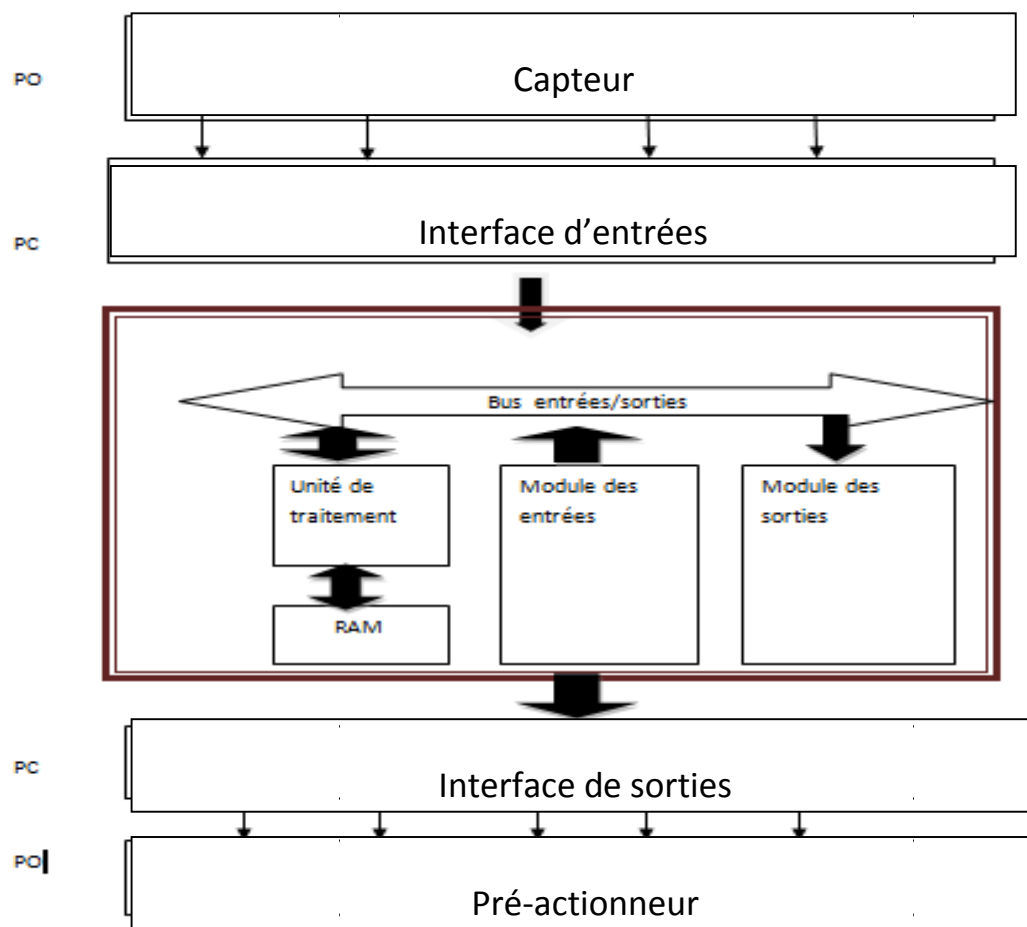 PO
Capteur
Interface d’entrées
PC
Bus entrées/sorties
Unité de
traitement
Module des
entrées
Module des
sorties
RAM
PC
Interface de sorties
PO
Pré-actionneur